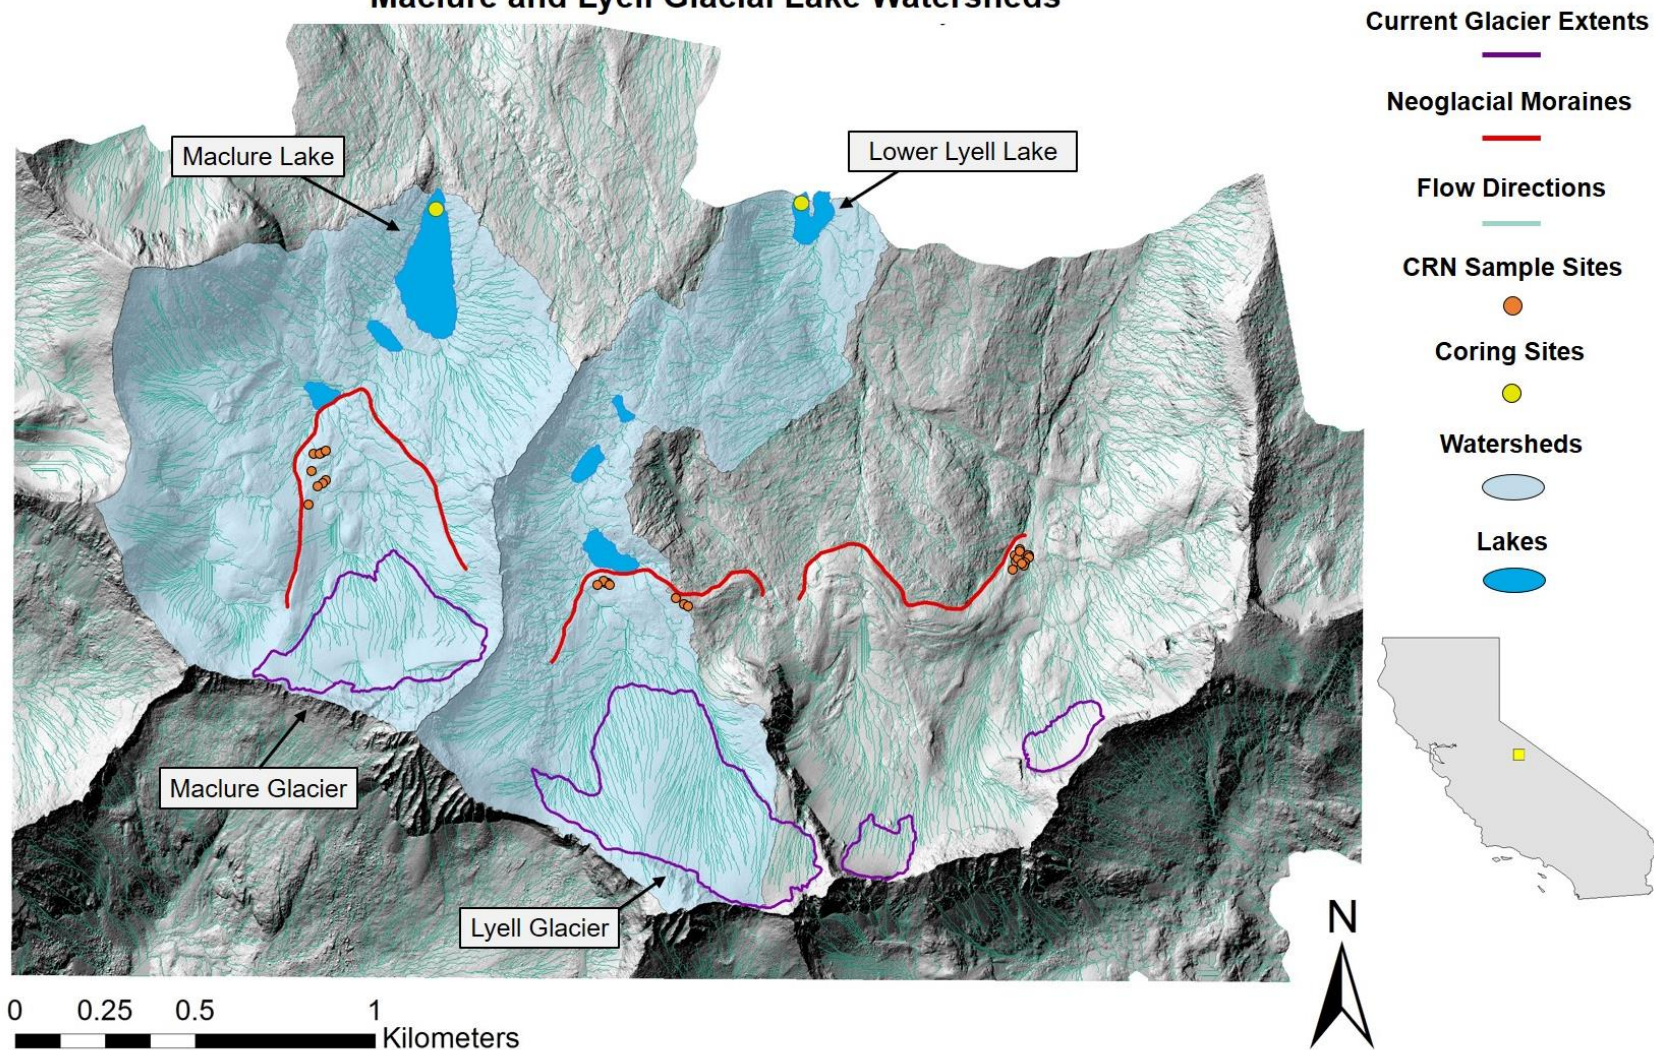 Maclure and Lyell Glacial Lake Watersheds
Current Glacier Extents
Neoglacial Moraines
Flow Directions
CRN Sample Sites
Coring Sites
Watersheds
Lakes
Maclure Lake
Lower Lyell Lake
Maclure Glacier
Lyell Glacier
N
0 0.25 0.5 1
Kilometers